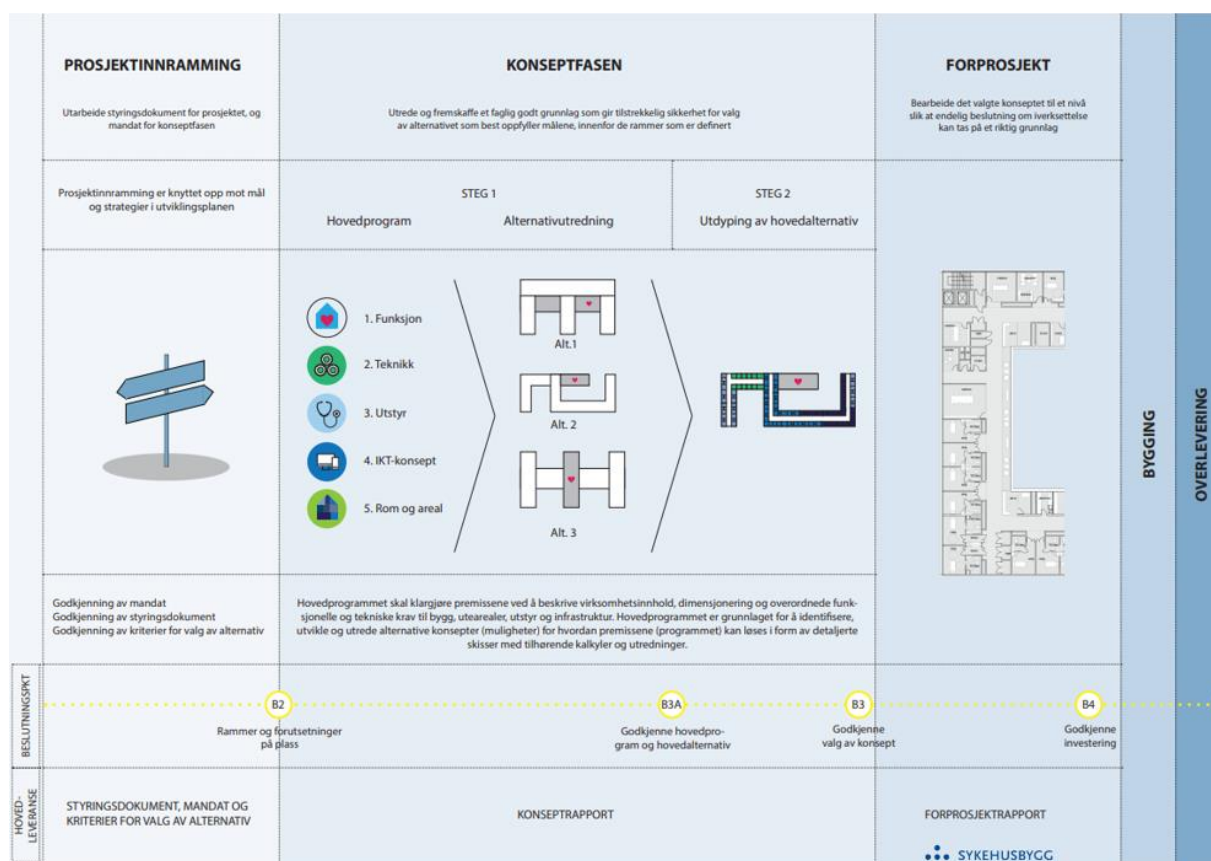 PROSJEKTINNRAMMING
Utarbeide styringsdokument for prosjektet, og
mandat for konseptfasen
KONSEPTFASEN
Utrede og fremskaffe et faglig godt grunnlag som gir tilstrekkelig sikkerhet for valg
av alternativet som best oppfyller målene, innenfor de rammer som er definert
FORPROSJEKT
Bearbeide det valgte konseptet til et nivå
slik at endelig beslutning om iverksettelse
kan tas på et riktig grunnlag
Prosjektinnramming er knyttet opp mot mål
og strategier i utviklingsplanen
STEG 1
Hovedprogram
Alternativutredning
STEG 2
Utdyping av hovedalternativ
1. Funksjon
2. Teknikk
3. Utstyr
4. IKT-konsept
5. Rom og areal
Alt.1
Alt. 2
Alt. 3
BYGGING
OVERLEVERING
Godkjenning av mandat
Godkjenning av styringsdokument
Godkjenning av kriterier for valg av alternativ
Hovedprogrammet skal klargjøre premissene ved å beskrive virksomhetsinnhold, dimensjonering og overordnede funk-
sjonelle og tekniske krav til bygg, utearealer, utstyr og infrastruktur. Hovedprogrammet er grunnlaget for å identifisere,
utvikle og utrede alternative konsepter (muligheter) for hvordan premissene (programmet) kan løses i form av detaljerte
skisser med tilhørende kalkyler og utredninger.
BESLUTNINGSPKT
B2
Rammer og forutsetninger
på plass
B3A
Godkjenne hovedpro-
gram og hovedalternativ
B3
Godkjenne
valg av konsept
B4
Godkjenne
investering
HOVED-
LEVERANSE
STYRINGSDOKUMENT, MANDAT OG
KRITERIER FOR VALG AV ALTERNATIV
KONSEPTRAPPORT
FORPROSJEKTRAPPORT
SYKEHUSBYGG